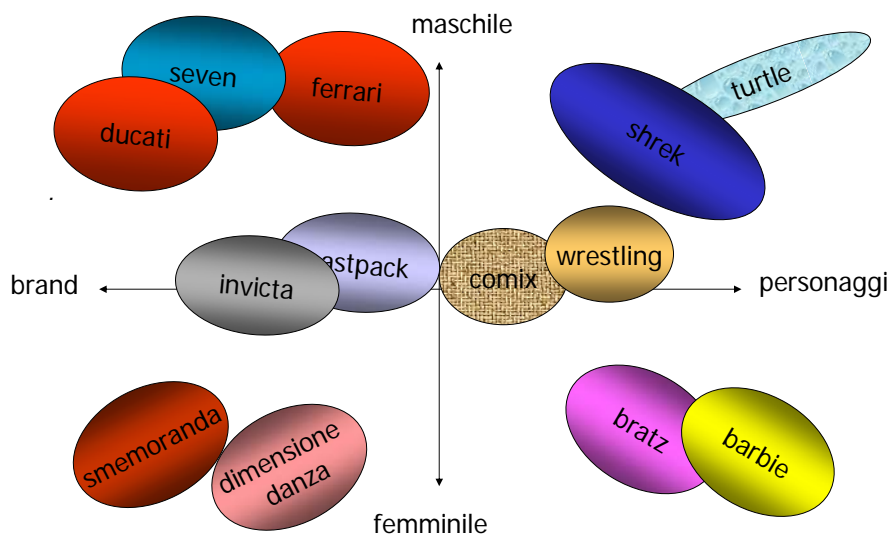 maschile
seven
ferrari
turtle
ducati
shrek
astpack
wrestling
brand
invicta
comix
personaggi
smemoranda
dimensione
danza
bratz
barbie
femminile